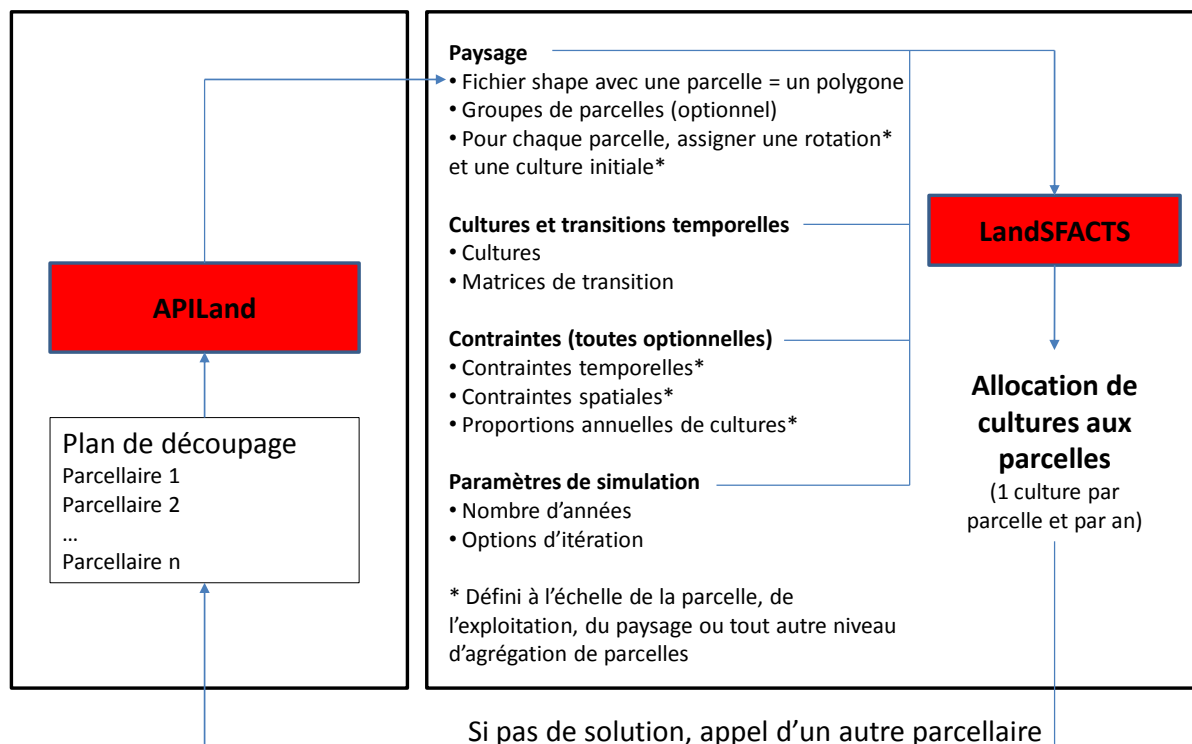 APILand
Plan de découpage
Parcellaire 1
Parcellaire 2
…
Parcellaire n
Paysage
• Fichier shape avec une parcelle = un polygone
• Groupes de parcelles (optionnel)
• Pour chaque parcelle, assigner une rotation*
et une culture initiale*
Cultures et transitions temporelles
• Cultures
• Matrices de transition
Contraintes (toutes optionnelles)
• Contraintes temporelles*
• Contraintes spatiales*
• Proportions annuelles de cultures*
Paramètres de simulation
• Nombre d’années
• Options d’itération
* Défini à l’échelle de la parcelle, de
l’exploitation, du paysage ou tout autre niveau
d’agrégation de parcelles
LandSFACTS
Allocation de
cultures aux
parcelles
(1 culture par
parcelle et par an)
Si pas de solution, appel d’un autre parcellaire